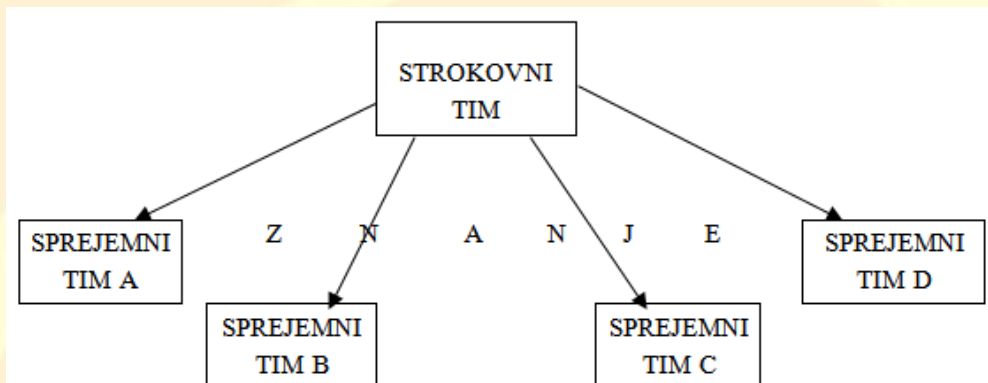 STROKOVNI
TIM
SPREJEMNI
TIM A
Z N A N J E
SPREJEMNI
TIM D
SPREJEMNI
TIM B
SPREJEMNI
TIM C